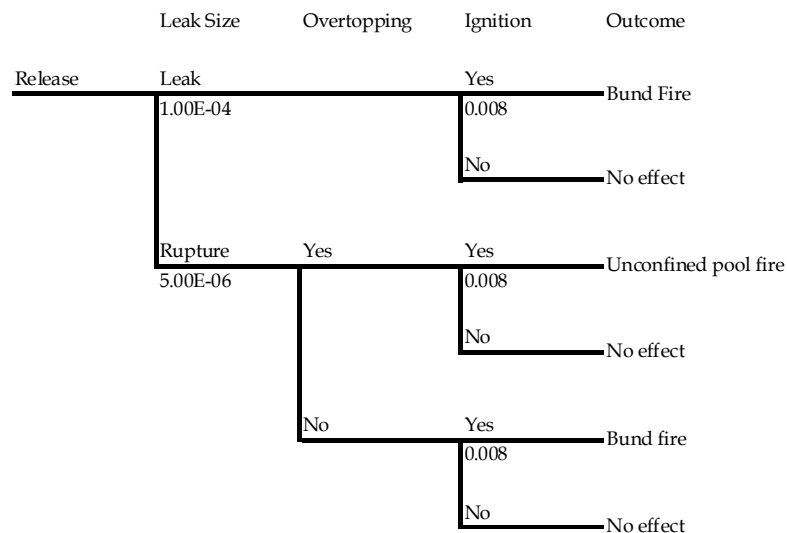 Leak Size Overtopping Ignition Outcome
Release Leak Yes
Bund Fire
1.00E-04 0.008
No
No effect
Rupture Yes Yes
Unconfined pool fire
5.00E-06 0.008
No
No effect
No Yes
Bund fire
0.008
No
No effect